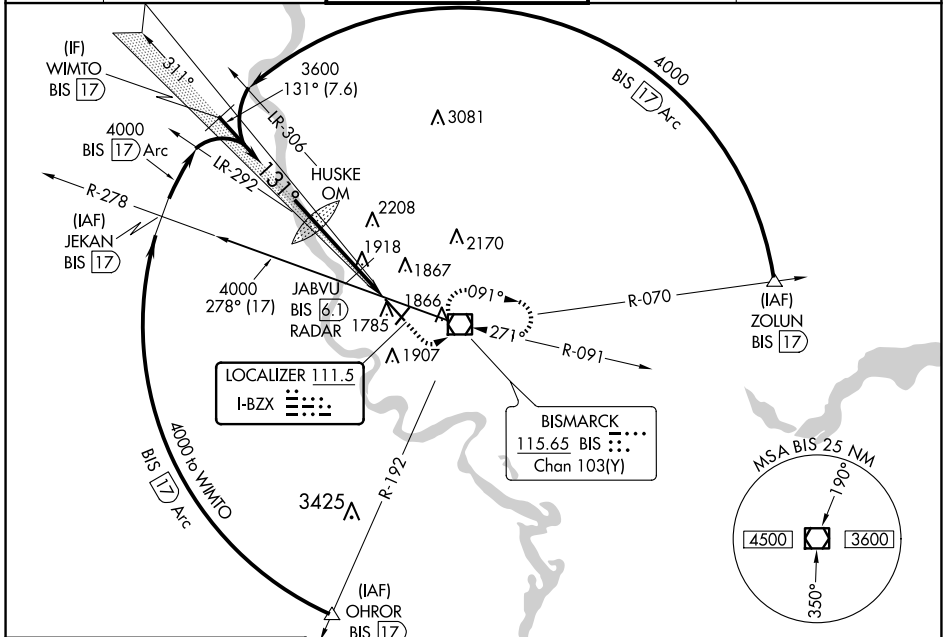 (IF)
WIMTO
BIS 17
311°
3600
131° (7.6)
4000
BIS 17 Arc
3081
4000
BIS 17 Arc
LR-306
LR-292
131°
HUSKE
OM
R-278
(IAF)
JEKAN
BIS 17
2208
1918
2170
1867
4000
278° (17)
JABVU
BIS 6.1
RADAR
1866
1785
091°
271°
R-070
(IAF)
ZOLUN
BIS 17
R-091
1907
LOCALIZER 111.5
I-BZX
BISMARCK
115.65 BIS
Chan 103(Y)
4000 to WIMTO
BIS 17 Arc
R-192
3425
MSA BIS 25 NM
190°
4500
3600
350°
(IAF)
OHROR
BIS 17